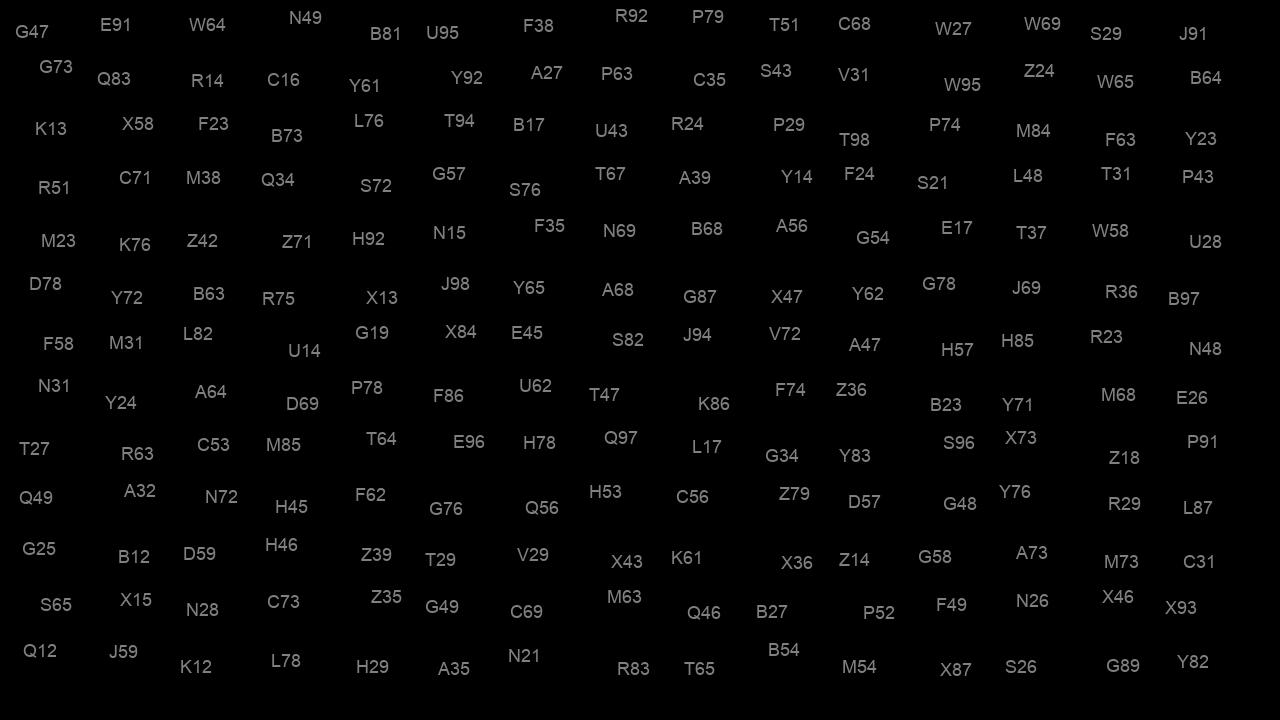 G47 E91 W64 N49 B81 U95 F38 R92 P79 T51 C68 W27 W69 S29 J91
G73 Q83 R14 C16 Y61 Y92 A27 P63 C35 S43 V31 W95 Z24 W65 B64
K13 X58 F23 B73 L76 T94 B17 U43 R24 P29 T98 P74 M84 F63 Y23
R51 C71 M38 Q34 S72 G57 S76 T67 A39 Y14 F24 S21 L48 T31 P43
M23 K76 Z42 Z71 H92 N15 F35 N69 B68 A56 G54 E17 T37 W58 U28
D78 Y72 B63 R75 X13 J98 Y65 A68 G87 X47 Y62 G78 J69 R36 B97
F58 M31 L82 U14 G19 X84 E45 S82 J94 V72 A47 H57 H85 R23 N48
N31 Y24 A64 D69 P78 F86 U62 T47 K86 F74 Z36 B23 Y71 M68 E26
T27 R63 C53 M85 T64 E96 H78 Q97 L17 G34 Y83 S96 X73 Z18 P91
Q49 A32 N72 H45 F62 G76 Q56 H53 C56 Z79 D57 G48 Y76 R29 L87
G25 B12 D59 H46 Z39 T29 V29 X43 K61 X36 Z14 G58 A73 M73 C31
S65 X15 N28 C73 Z35 G49 C69 M63 Q46 B27 P52 F49 N26 X46 X93
Q12 J59 K12 L78 H29 A35 N21 R83 T65 B54 M54 X87 S26 G89 Y82